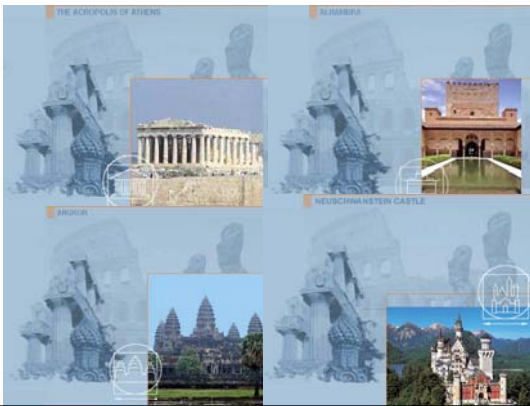 THE ACROPOLIS OF ATHENS
ALHAMBRA
ANGKOR
NEUSCHWANSTEIN CASTLE